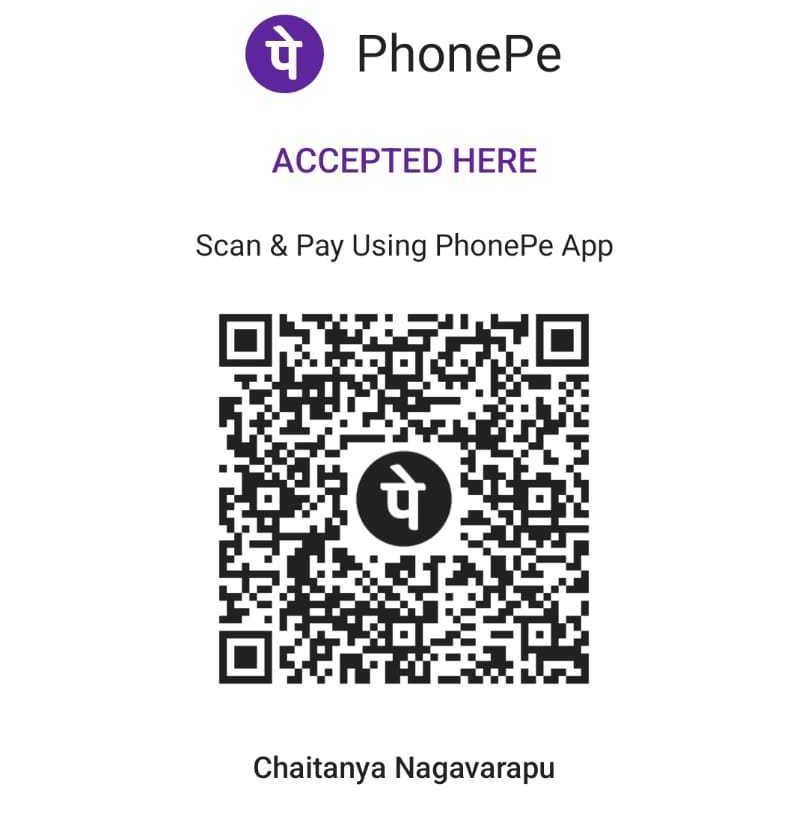 पे PhonePe
ACCEPTED HERE
Scan & Pay Using PhonePe App
पे
Chaitanya Nagavarapu